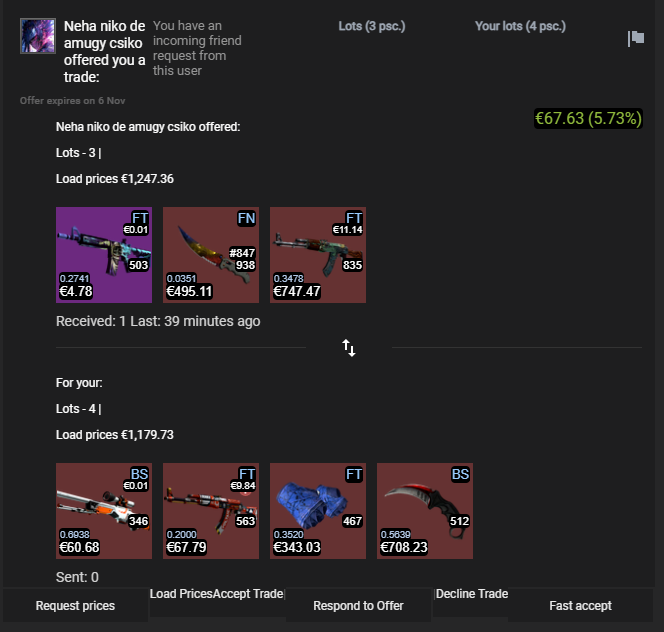 Neha niko de amugy csiko offered you a trade:
You have an incoming friend request from this user
Lots (3 psc.)
Your lots (4 psc.)
Offer expires on 6 Nov
€67.63 (5.73%)
Neha niko de amugy csiko offered:
Lots - 3 |
Load prices €1,247.36
FT
€0.01
503
0.2741
€4.78
FN
#847
938
0.0351
€495.11
FT
€11.14
835
0.3478
€747.47
Received: 1 Last: 39 minutes ago
For your:
Lots - 4 |
Load prices €1,179.73
BS
€0.01
346
0.6938
€60.68
FT
€9.84
563
0.2000
€67.79
FT
467
0.3520
€343.03
BS
512
0.5639
€708.23
Sent: 0
Request prices
Load PricesAccept Trade
Respond to Offer
Decline Trade
Fast accept